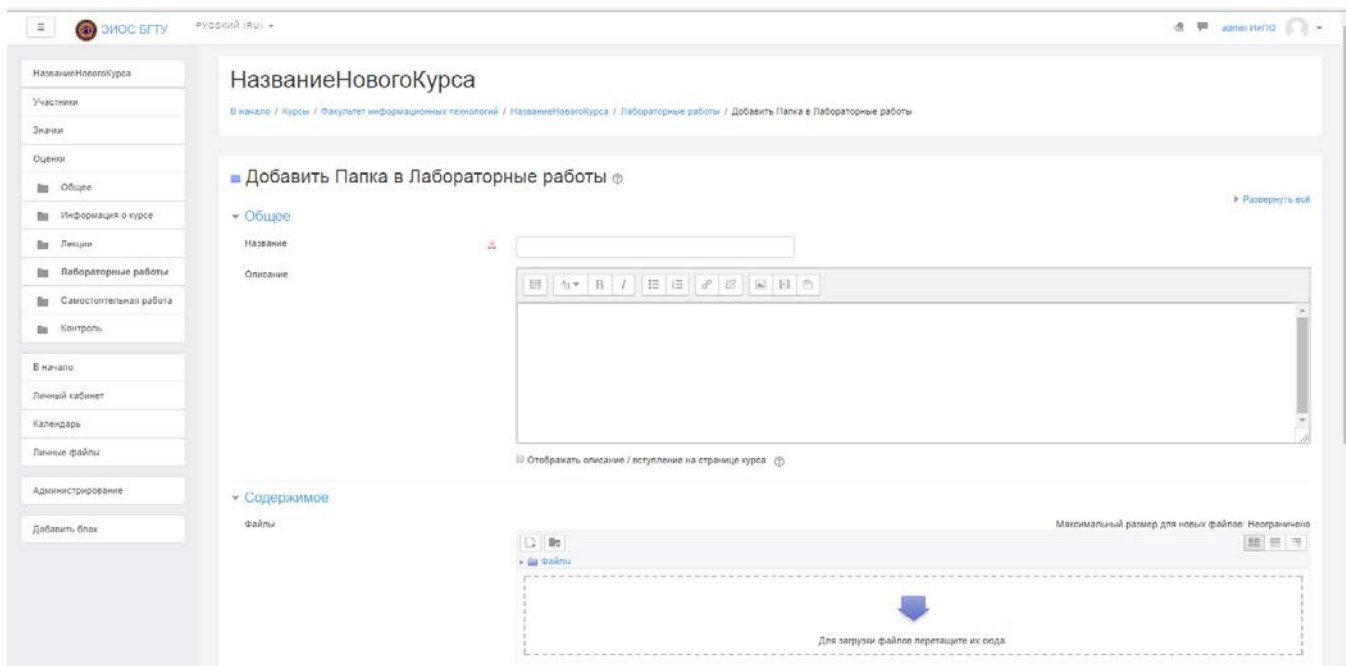 ЭИОС БГТУ
РУССКИЙ (RU)
admin ИиПО
НазваниеНовогоКурса
Участники
Значки
Оценки
Общее
Информация о курсе
Лекции
Лабораторные работы
Самостоятельная работа
Контроль
В начало
Личный кабинет
Календарь
Личные файлы
Администрирование
Добавить блок
НазваниеНовогоКурса
В начало / Курсы / Факультет информационных технологий / НазваниеНовогоКурса / Лабораторные работы / Добавить Папка в Лабораторные работы
Добавить Папка в Лабораторные работы
Развернуть всё
Общее
Название
Описание
B I
Отображать описание / вступление на странице курса
Содержимое
Файлы
Максимальный размер для новых файлов: Неограничено
Файлы
Для загрузки файлов перетащите их сюда.